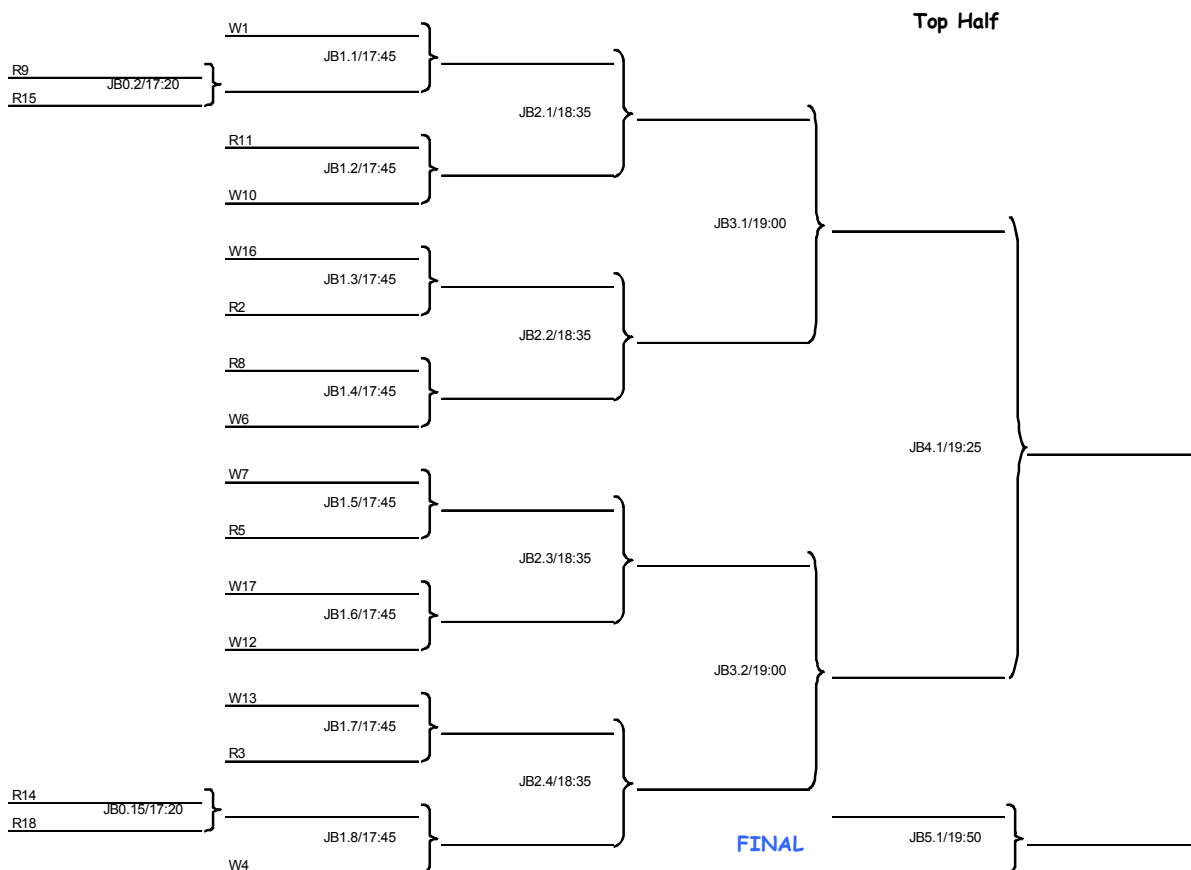 Top Half
W1
JB1.1/17:45
R9
JB0.2/17:20
R15
JB2.1/18:35
R11
JB1.2/17:45
W10
JB3.1/19:00
W16
JB1.3/17:45
R2
JB2.2/18:35
R8
JB1.4/17:45
W6
JB4.1/19:25
W7
JB1.5/17:45
R5
JB2.3/18:35
W17
JB1.6/17:45
W12
JB3.2/19:00
W13
JB1.7/17:45
R3
JB2.4/18:35
R14
JB0.15/17:20
R18
JB1.8/17:45
W4
FINAL
JB5.1/19:50